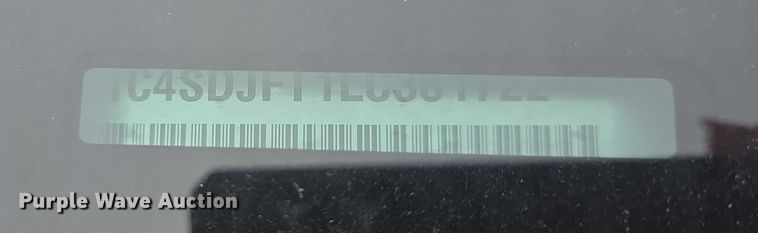 1C4SDJFT1LC381722
Purple Wave Auction